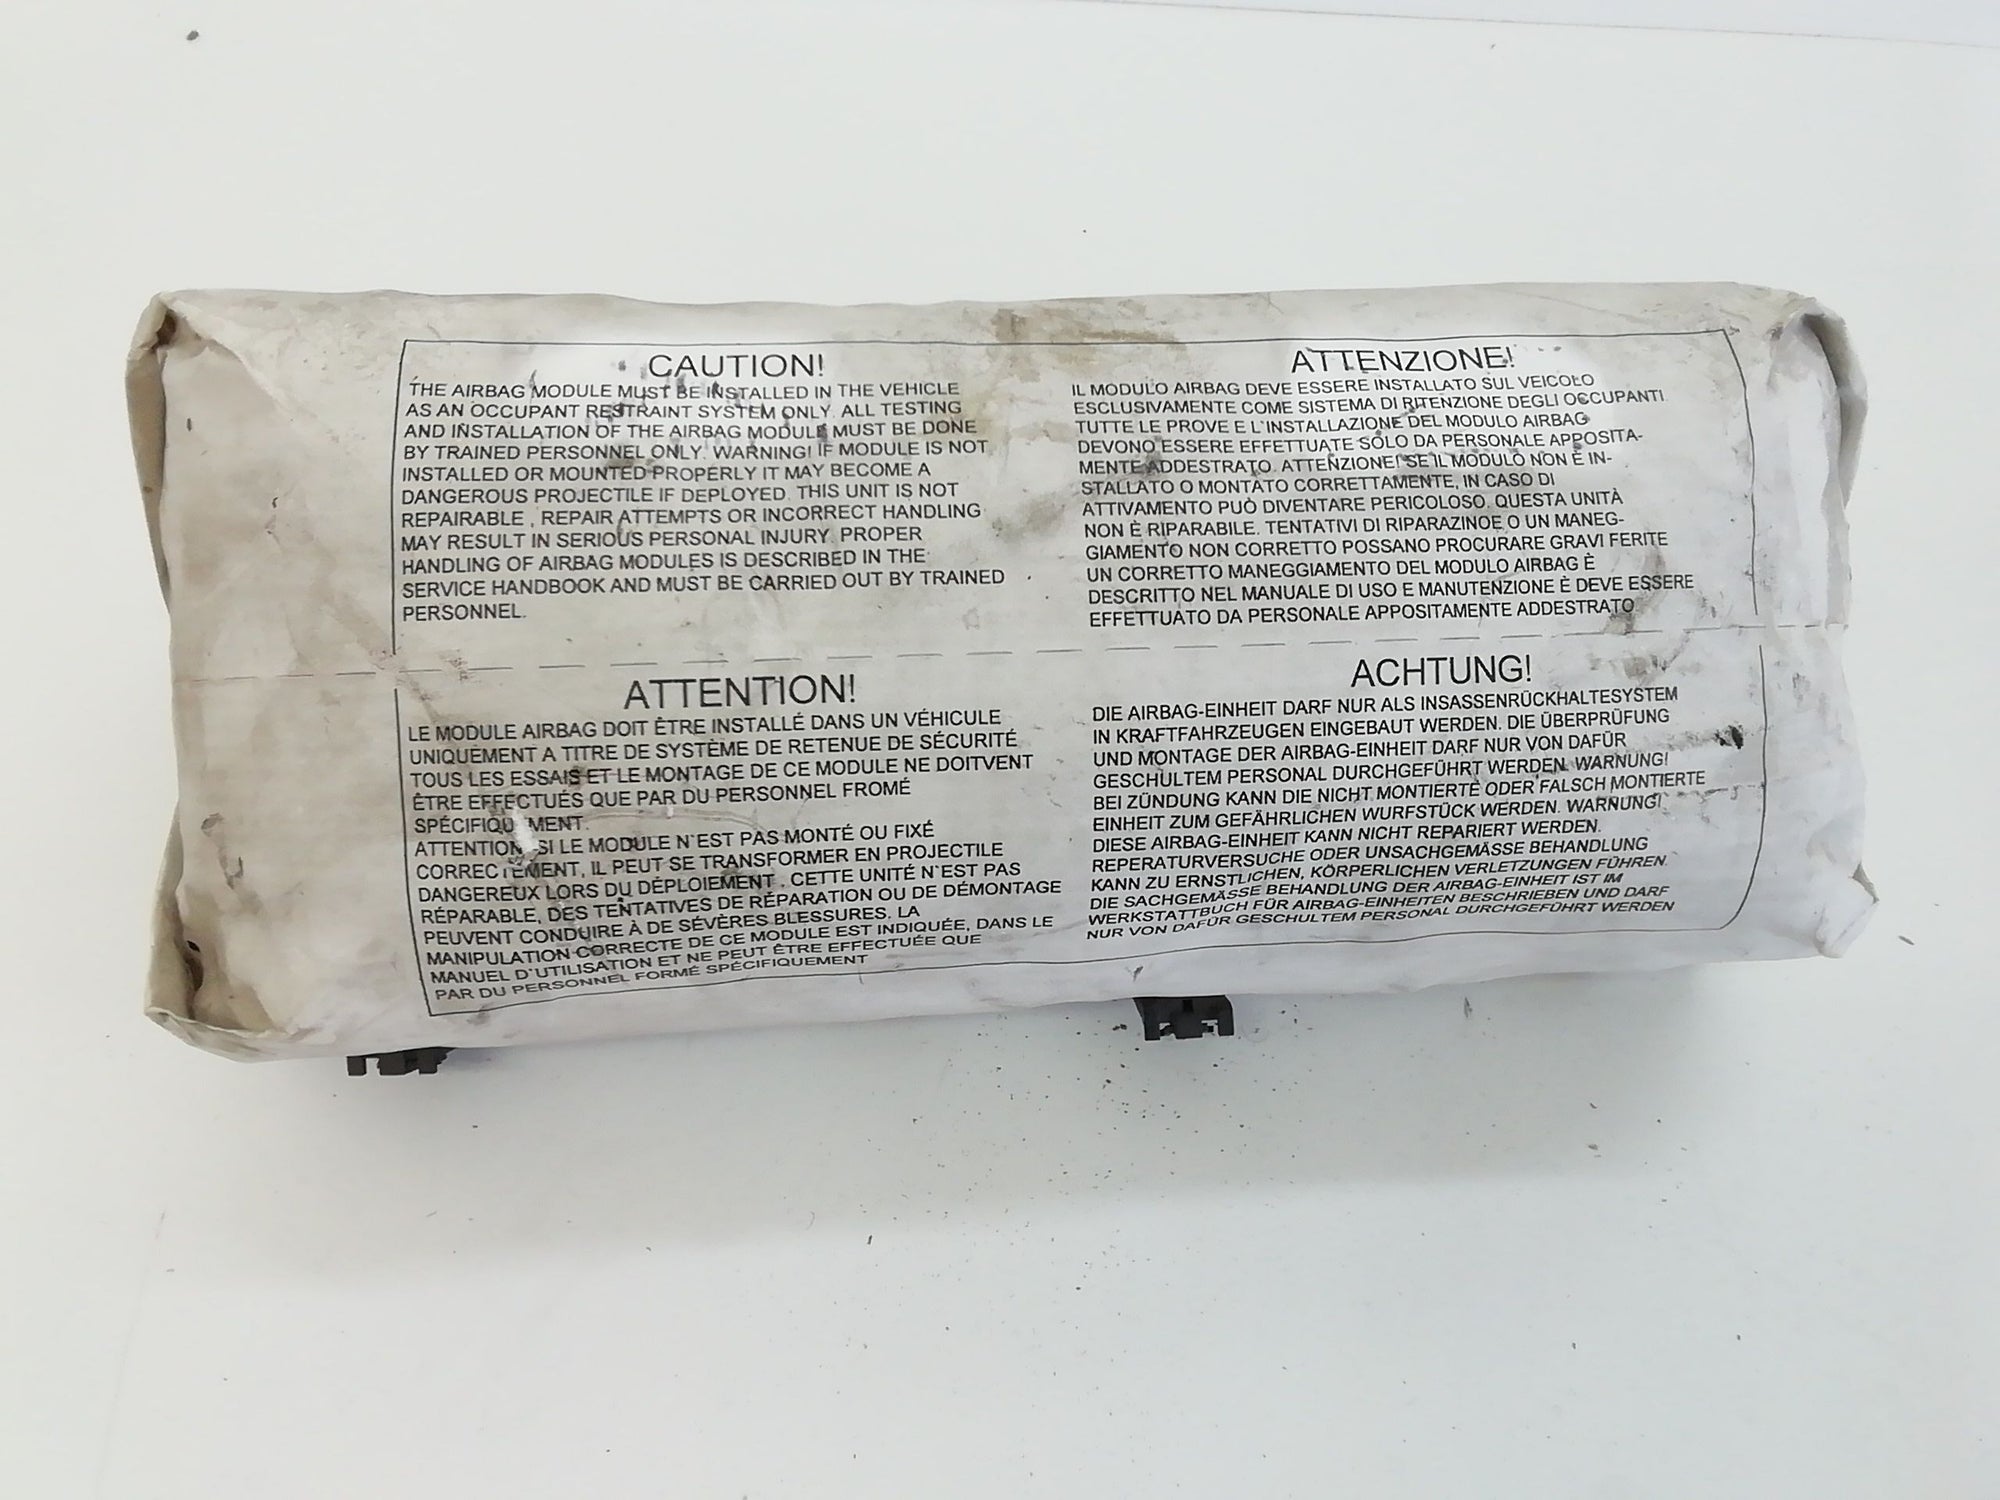 CAUTION!
THE AIRBAG MODULE MUST BE INSTALLED IN THE VEHICLE
AS AN OCCUPANT RESTRAINT SYSTEM ONLY. ALL TESTING
AND INSTALLATION OF THE AIRBAG MODULE MUST BE DONE
BY TRAINED PERSONNEL ONLY. WARNING! IF MODULE IS NOT
INSTALLED OR MOUNTED PROPERLY IT MAY BECOME A
DANGEROUS PROJECTILE IF DEPLOYED. THIS UNIT IS NOT
REPAIRABLE , REPAIR ATTEMPTS OR INCORRECT HANDLING
MAY RESULT IN SERIOUS PERSONAL INJURY. PROPER
HANDLING OF AIRBAG MODULES IS DESCRIBED IN THE
SERVICE HANDBOOK AND MUST BE CARRIED OUT BY TRAINED
PERSONNEL.
ATTENZIONE!
IL MODULO AIRBAG DEVE ESSERE INSTALLATO SUL VEICOLO
ESCLUSIVAMENTE COME SISTEMA DI RITENZIONE DEGLI OCCUPANTI.
TUTTE LE PROVE E L'INSTALLAZIONE DEL MODULO AIRBAG
DEVONO ESSERE EFFETTUATE SOLO DA PERSONALE APPOSITA-
MENTE ADDESTRATO. ATTENZIONE! SE IL MODULO NON È IN-
STALLATO O MONTATO CORRETTAMENTE, IN CASO DI
ATTIVAMENTO PUÒ DIVENTARE PERICOLOSO. QUESTA UNITÀ
NON È RIPARABILE. TENTATIVI DI RIPARAZINOE O UN MANEG-
GIAMENTO NON CORRETTO POSSANO PROCURARE GRAVI FERITE
UN CORRETTO MANEGGIAMENTO DEL MODULO AIRBAG È
DESCRITTO NEL MANUALE DI USO E MANUTENZIONE È DEVE ESSERE
EFFETTUATO DA PERSONALE APPOSITAMENTE ADDESTRATO
ATTENTION!
LE MODULE AIRBAG DOIT ÊTRE INSTALLÉ DANS UN VÉHICULE
UNIQUEMENT A TITRE DE SYSTÈME DE RETENUE DE SÉCURITÉ
TOUS LES ESSAIS ET LE MONTAGE DE CE MODULE NE DOITVENT
ÊTRE EFFECTUÉS QUE PAR DU PERSONNEL FROMÉ
SPÉCIFIQUEMENT.
ATTENTION SI LE MODULE N'EST PAS MONTÉ OU FIXÉ
CORRECTEMENT, IL PEUT SE TRANSFORMER EN PROJECTILE
DANGEREUX LORS DU DÉPLOIEMENT . CETTE UNITÉ N'EST PAS
RÉPARABLE, DES TENTATIVES DE RÉPARATION OU DE DÉMONTAGE
PEUVENT CONDUIRE À DE SÉVÈRES BLESSURES. LA
MANIPULATION CORRECTE DE CE MODULE EST INDIQUÉE, DANS LE
MANUEL D'UTILISATION ET NE PEUT ÊTRE EFFECTUÉE QUE
PAR DU PERSONNEL FORMÉ SPÉCIFIQUEMENT
ACHTUNG!
DIE AIRBAG-EINHEIT DARF NUR ALS INSASSENRÜCKHALTESYSTEM
IN KRAFTFAHRZEUGEN EINGEBAUT WERDEN. DIE ÜBERPRÜFUNG
UND MONTAGE DER AIRBAG-EINHEIT DARF NUR VON DAFÜR
GESCHULTEM PERSONAL DURCHGEFÜHRT WERDEN. WARNUNG!
BEI ZÜNDUNG KANN DIE NICHT MONTIERTE ODER FALSCH MONTIERTE
EINHEIT ZUM GEFÄHRLICHEN WURFSTÜCK WERDEN. WARNUNG!
DIESE AIRBAG-EINHEIT KANN NICHT REPARIERT WERDEN.
REPERATURVERSUCHE ODER UNSACHGEMÄSSE BEHANDLUNG
KANN ZU ERNSTLICHEN, KÖRPERLICHEN VERLETZUNGEN FÜHREN.
DIE SACHGEMÄSSE BEHANDLUNG DER AIRBAG-EINHEIT IST IM
WERKSTATTBUCH FÜR AIRBAG-EINHEITEN BESCHRIEBEN UND DARF
NUR VON DAFÜR GESCHULTEM PERSONAL DURCHGEFÜHRT WERDEN